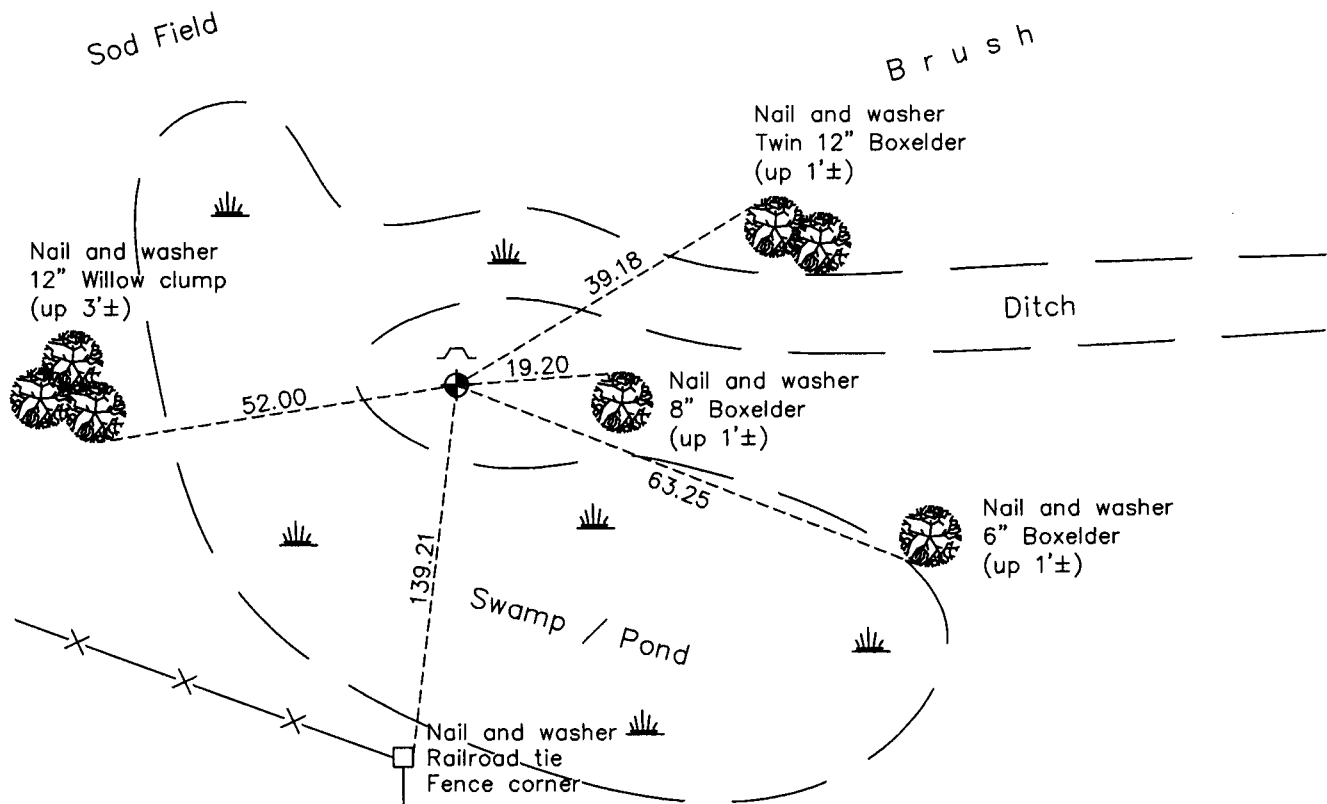 Sod Field
Brush
Nail and washer
Twin 12" Boxelder
(up 1'±)
Nail and washer
12" Willow clump
(up 3'±)
39.18
Ditch
19.20
52.00
Nail and washer
8" Boxelder
(up 1'±)
63.25
Nail and washer
6" Boxelder
(up 1'±)
139.21
Swamp / Pond
Nail and washer
Railroad tie
Fence corner